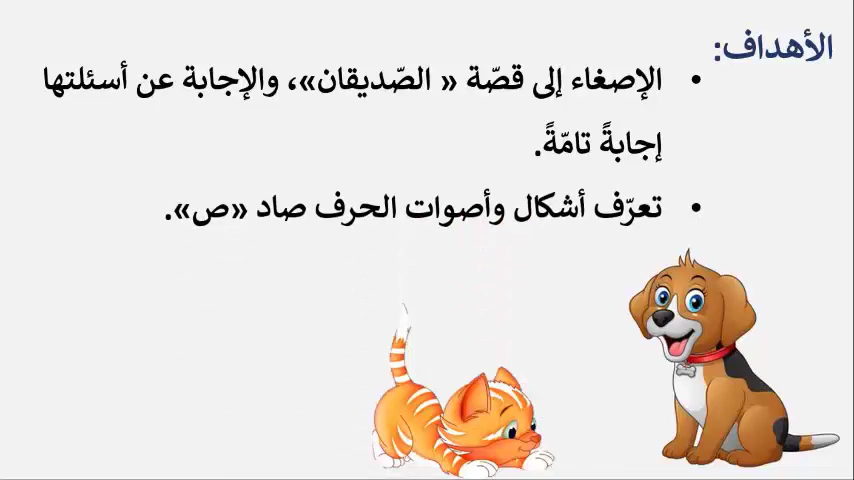 الأهداف:
• الإصغاء إلى قصّة « الصّديقان»، والإجابة عن أسئلتها
إجابةً تامّةً.
• تعرّف أشكال وأصوات الحرف صاد «ص».